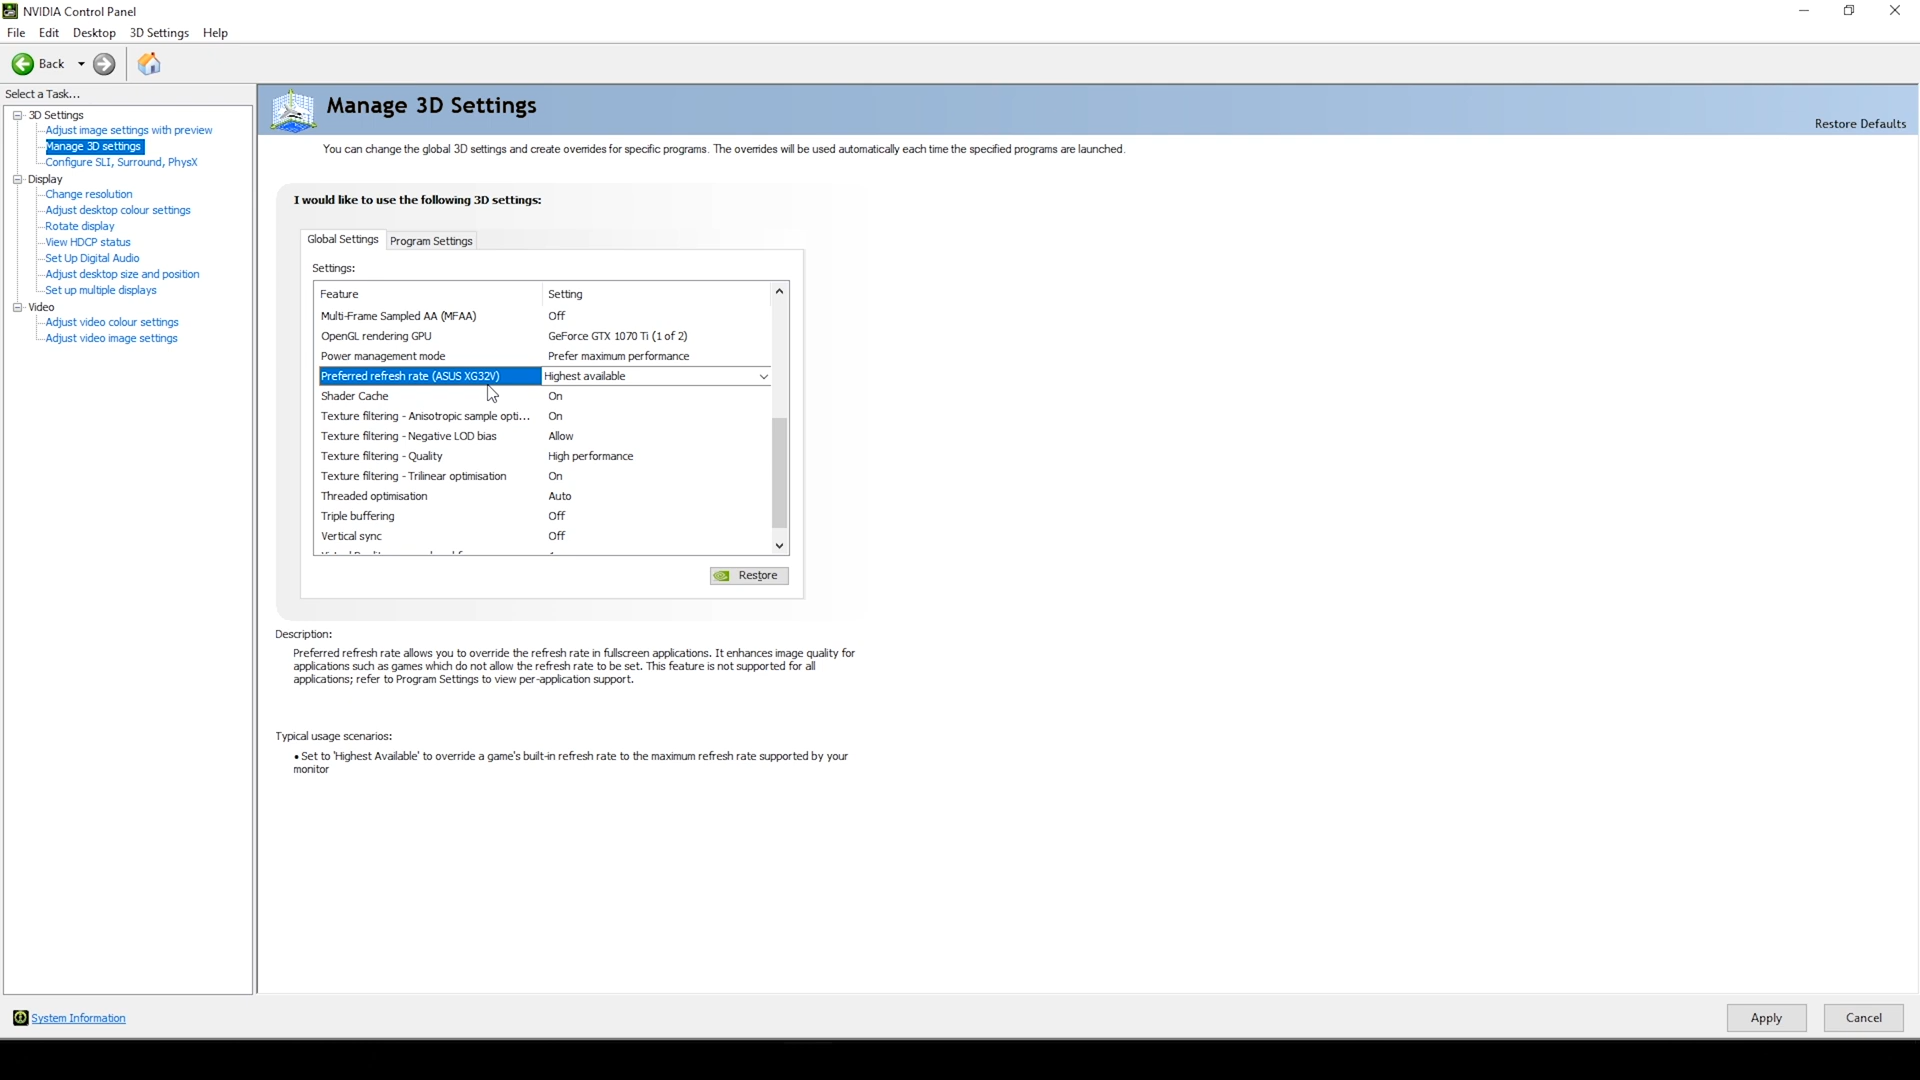 NVIDIA Control Panel
File Edit Desktop 3D Settings Help
Back
Select a Task...
3D Settings
Adjust image settings with preview
Manage 3D settings
Configure SLI, Surround, PhysX
Display
Change resolution
Adjust desktop colour settings
Rotate display
View HDCP status
Set Up Digital Audio
Adjust desktop size and position
Set up multiple displays
Video
Adjust video colour settings
Adjust video image settings
Manage 3D Settings
Restore Defaults
You can change the global 3D settings and create overrides for specific programs. The overrides will be used automatically each time the specified programs are launched.
I would like to use the following 3D settings:
Global Settings Program Settings
Settings:
Feature Setting
Multi-Frame Sampled AA (MFAA) Off
OpenGL rendering GPU GeForce GTX 1070 Ti (1 of 2)
Power management mode Prefer maximum performance
Preferred refresh rate (ASUS XG32V) Highest available
Shader Cache On
Texture filtering - Anisotropic sample opti... On
Texture filtering - Negative LOD bias Allow
Texture filtering - Quality High performance
Texture filtering - Trilinear optimisation On
Threaded optimisation Auto
Triple buffering Off
Vertical sync Off
Restore
Description:
Preferred refresh rate allows you to override the refresh rate in fullscreen applications. It enhances image quality for
applications such as games which do not allow the refresh rate to be set. This feature is not supported for all
applications; refer to Program Settings to view per-application support.
Typical usage scenarios:
• Set to 'Highest Available' to override a game's built-in refresh rate to the maximum refresh rate supported by your
monitor
System Information
Apply Cancel